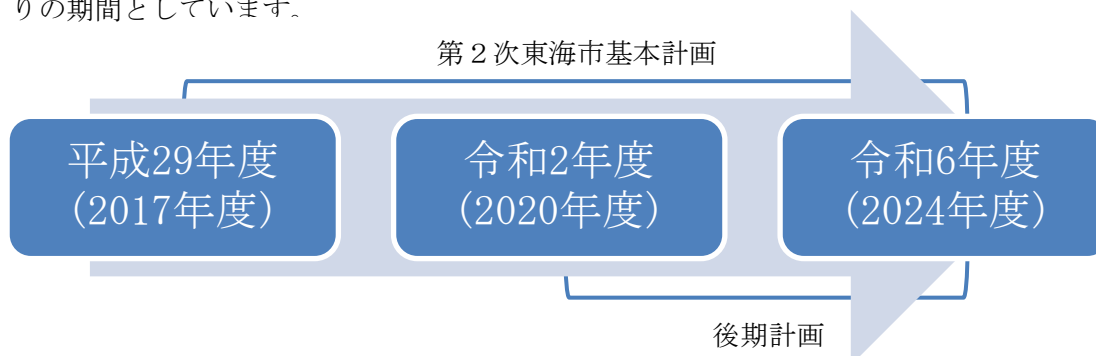 りの期間としています。
第２次東海市基本計画
平成29年度
(2017年度)
令和2年度
(2020年度)
令和6年度
(2024年度)
後期計画